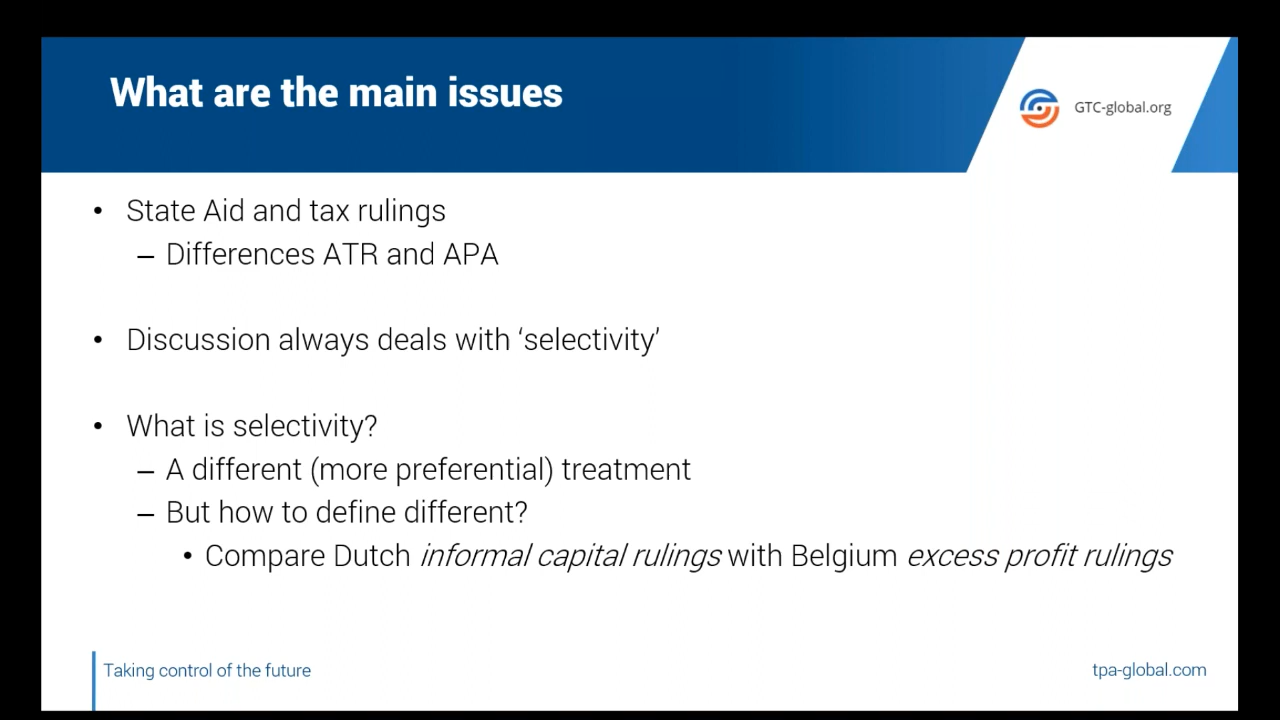 What are the main issues
GTC-global.org
• State Aid and tax rulings
– Differences ATR and APA
• Discussion always deals with ‘selectivity’
• What is selectivity?
– A different (more preferential) treatment
– But how to define different?
• Compare Dutch informal capital rulings with Belgium excess profit rulings
Taking control of the future
tpa-global.com